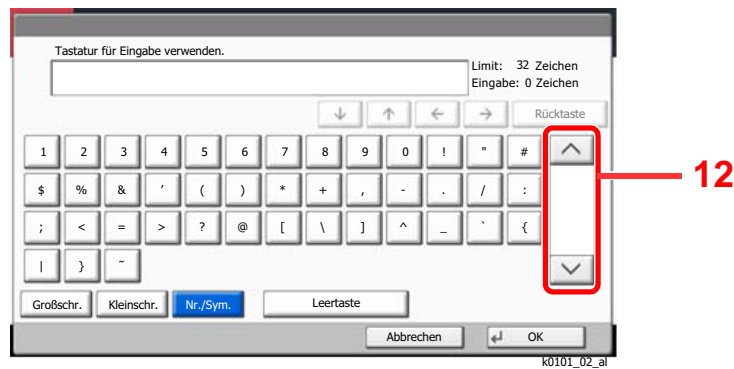 Tastatur für Eingabe verwenden.
Limit: 32 Zeichen
Eingabe: 0 Zeichen
↓ ↑ ← → Rücktaste
1 2 3 4 5 6 7 8 9 0 ! " #
$ % & ′ ( ) * + , - . / :
; < = > ? @ [ \ ] ^ _ ` {
| } ~
12
Großschr. Kleinschr. Nr./Sym. Leertaste
Abbrechen ↵ OK
k0101_02_al